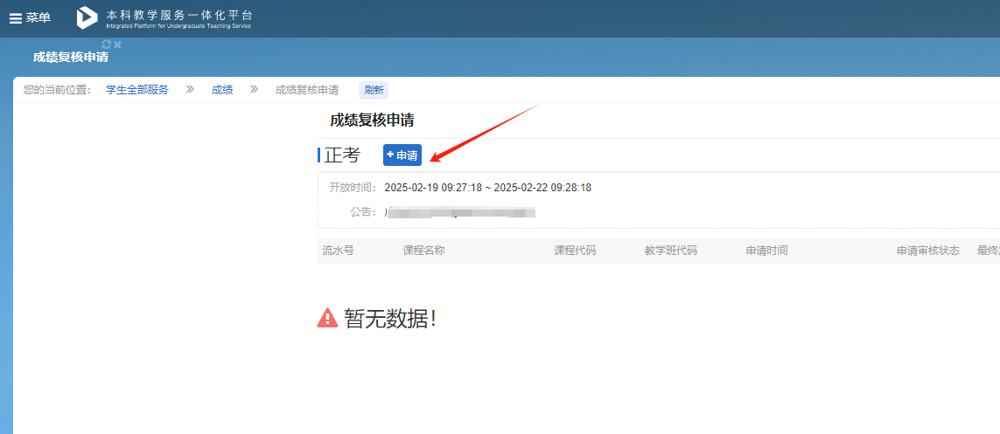 菜单
本科教学服务一体化平台
Integrated Platform for Undergraduate Teaching Service
成绩复核申请
您的当前位置： 学生全部服务 成绩 成绩复核申请 刷新
成绩复核申请
正考 +申请
开放时间： 2025-02-19 09:27:18 ~ 2025-02-22 09:28:18
公告：
流水号 课程名称 课程代码 教学班代码 申请时间 申请审核状态 最终
暂无数据！